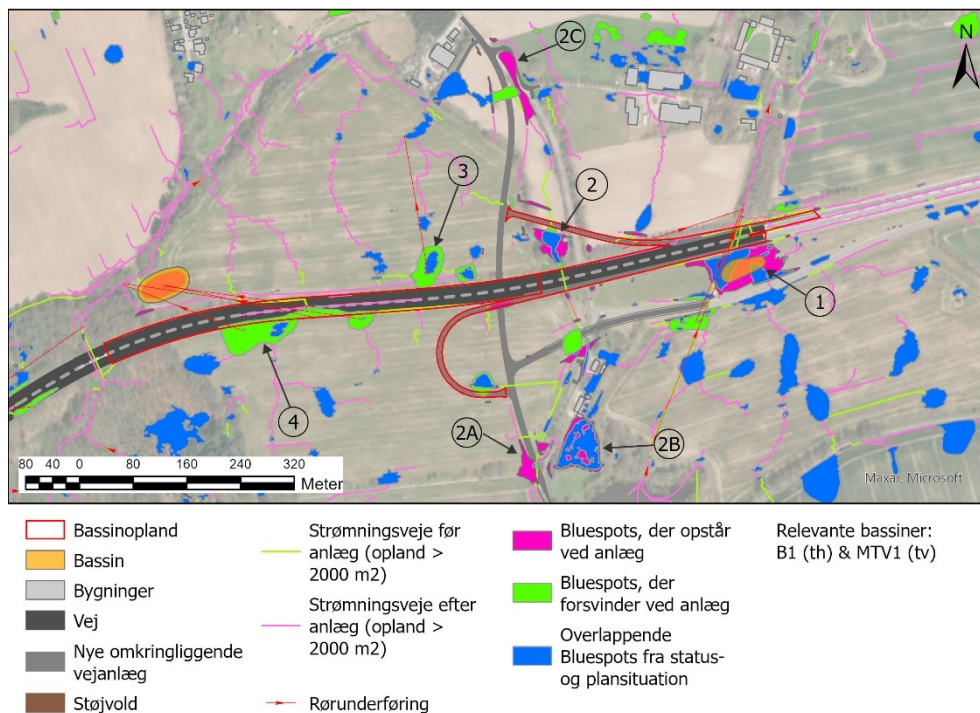 2C
N
3
2
1
4
2A
2B
80 40 0 80 160 240 320
Meter
Maxar, Microsoft
Bassinopland
Bassin
Bygninger
Vej
Nye omkringliggende
vejanlæg
Støjvold
Strømningsveje før
anlæg (opland >
2000 m2)
Strømningsveje efter
anlæg (opland >
2000 m2)
Rørunderføring
Bluespots, der opstår
ved anlæg
Bluespots, der
forsvinder ved anlæg
Overlappende
Bluespots fra status-
og plansituation
Relevante bassiner:
B1 (th) & MTV1 (tv)